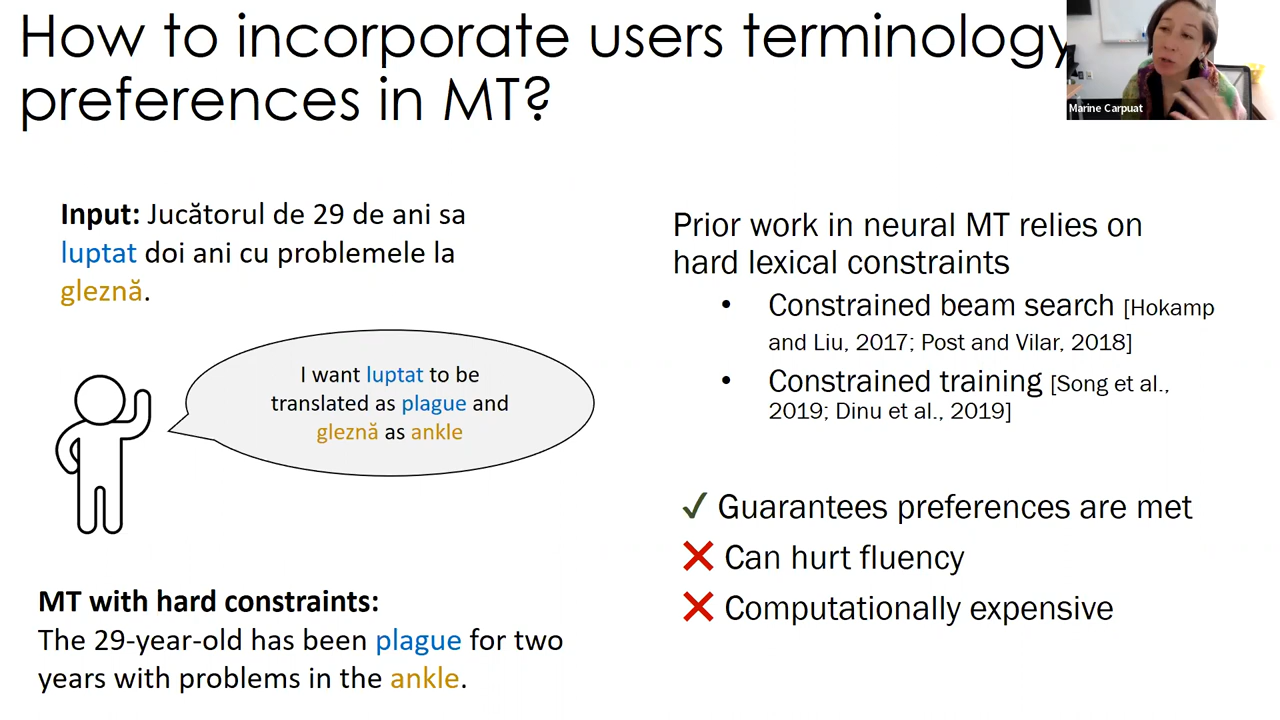 How to incorporate users terminology
preferences in MT?
Marine Carpuat
Input: Jucătorul de 29 de ani sa
luptat doi ani cu problemele la
gleznă.
I want luptat to be
translated as plague and
gleznă as ankle
MT with hard constraints:
The 29-year-old has been plague for two
years with problems in the ankle.
Prior work in neural MT relies on
hard lexical constraints
• Constrained beam search [Hokamp
and Liu, 2017; Post and Vilar, 2018]
• Constrained training [Song et al.,
2019; Dinu et al., 2019]
✓ Guarantees preferences are met
❌ Can hurt fluency
❌ Computationally expensive